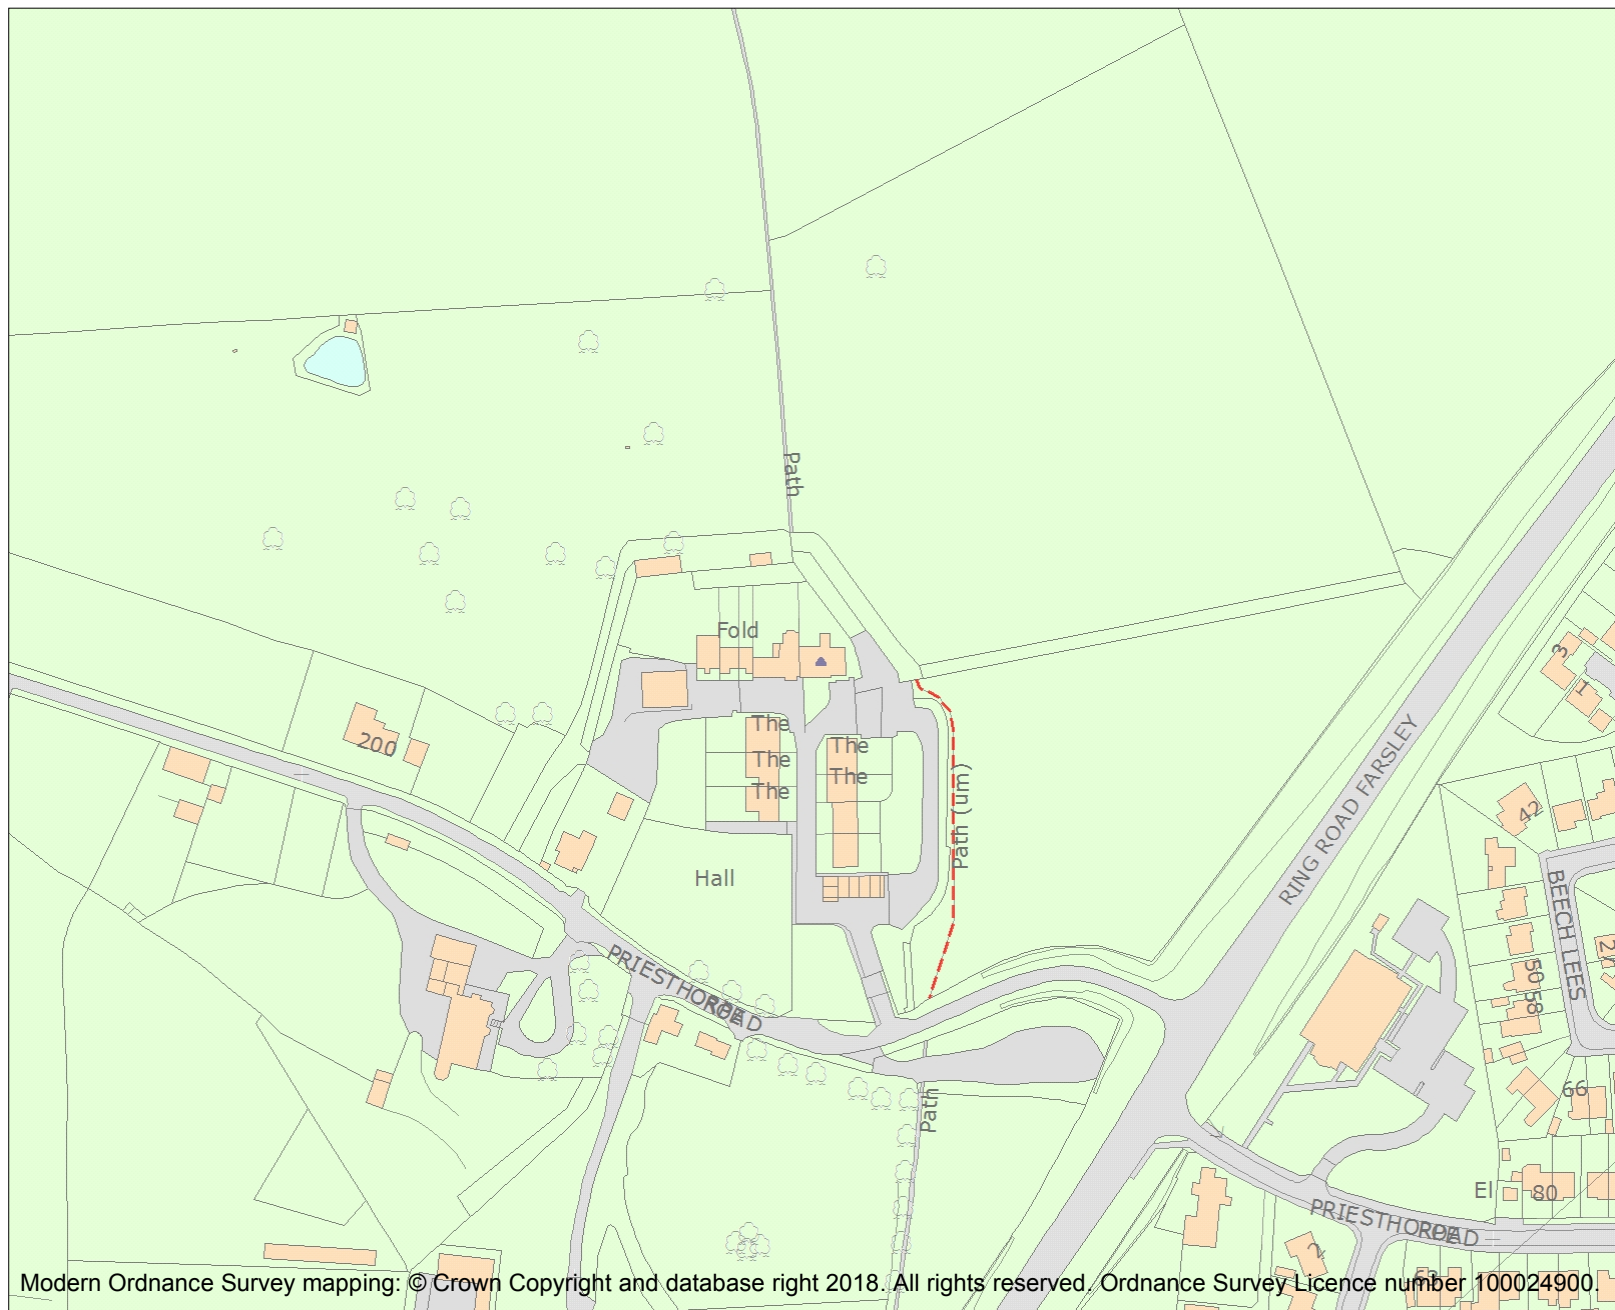 Path
Fold
The
The
The
The
The
200
Path (um)
Hall
RING ROAD FARSLEY
3
1
42
BEECH LEES
50
58
66
80
El
PRIESTHORPE
ROAD
Path
PRIESTHORPE
ROAD
2
63
Modern Ordnance Survey mapping: © Crown Copyright and database right 2018. All rights reserved. Ordnance Survey Licence number 100024900.